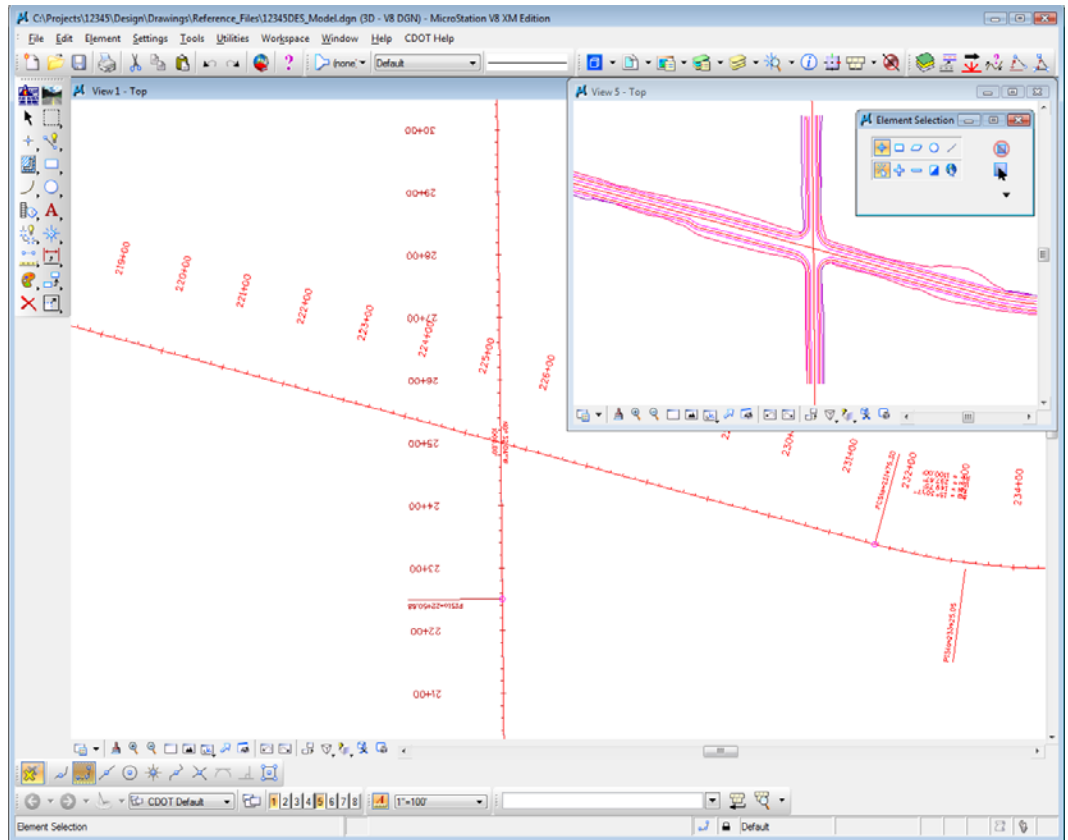 C:\Projects\12345\Design\Drawings\Reference_Files\12345DES_Model.dgn (3D - V8 DGN) - MicroStation V8 XM Edition
File Edit Element Settings Tools Utilities Workspace Window Help CDOT Help
(none) Default
View 1 - Top
View 5 - Top
Element Selection
30+00
29+00
28+00
27+00
26+00
25+00
24+00
23+00
22+00
21+00
219+00
220+00
221+00
222+00
223+00
224+00
225+00
226+00
231+00
232+00
234+00
CDOT Default
1 2 3 4 5 6 7 8
1"=100'
Element Selection
Default